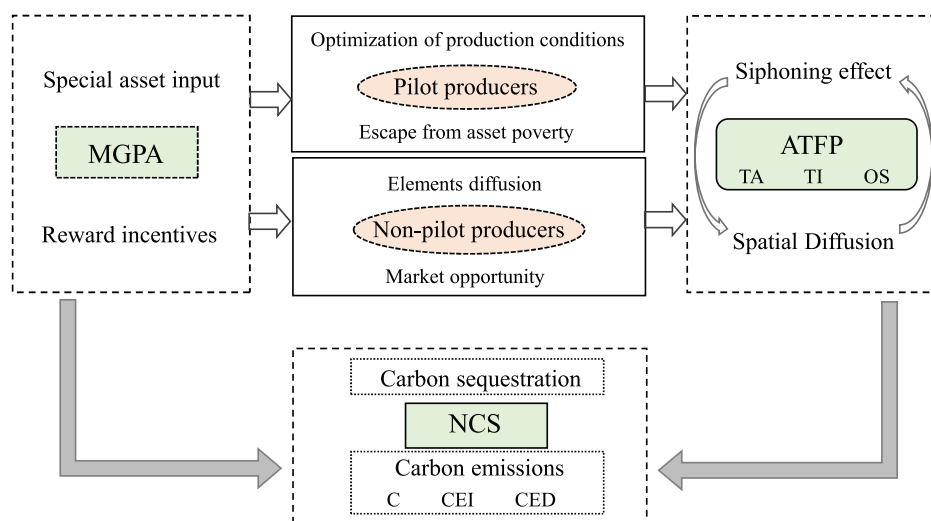 Special asset input
MGPA
Reward incentives
Optimization of production conditions
Pilot producers
Escape from asset poverty
Elements diffusion
Non-pilot producers
Market opportunity
Siphoning effect
ATFP
TA TI OS
Spatial Diffusion
Carbon sequestration
NCS
Carbon emissions
C CEI CED